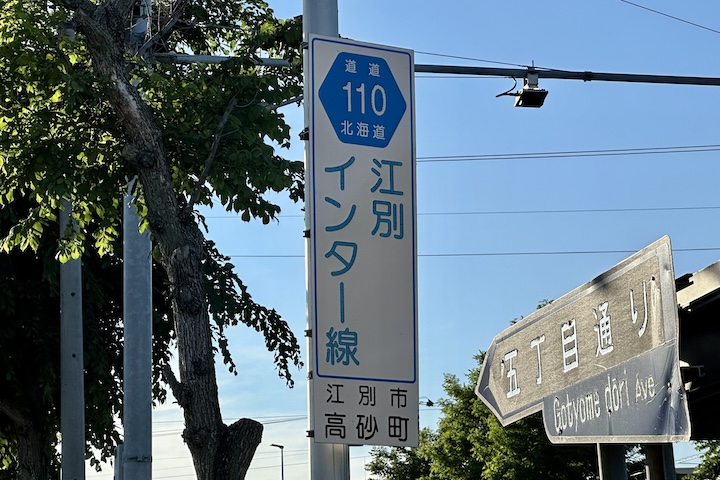 道道
110
北海道
江別
インター線
江別市
高砂町
五丁目通り
Gotyome dōri Ave